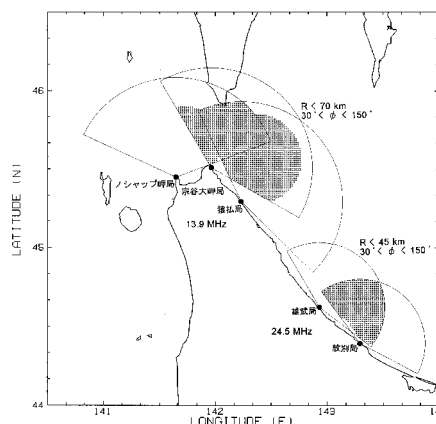 46
45
44
LATITUDE (N)
R < 70 km
30°< φ < 150°
ノシャップ岬局
宗谷大岬局
猿払局
13.9 MHz
R < 45 km
30°< φ < 150°
雄武局
24.5 MHz
紋別局
141
142
143
LONGITUDE (E)